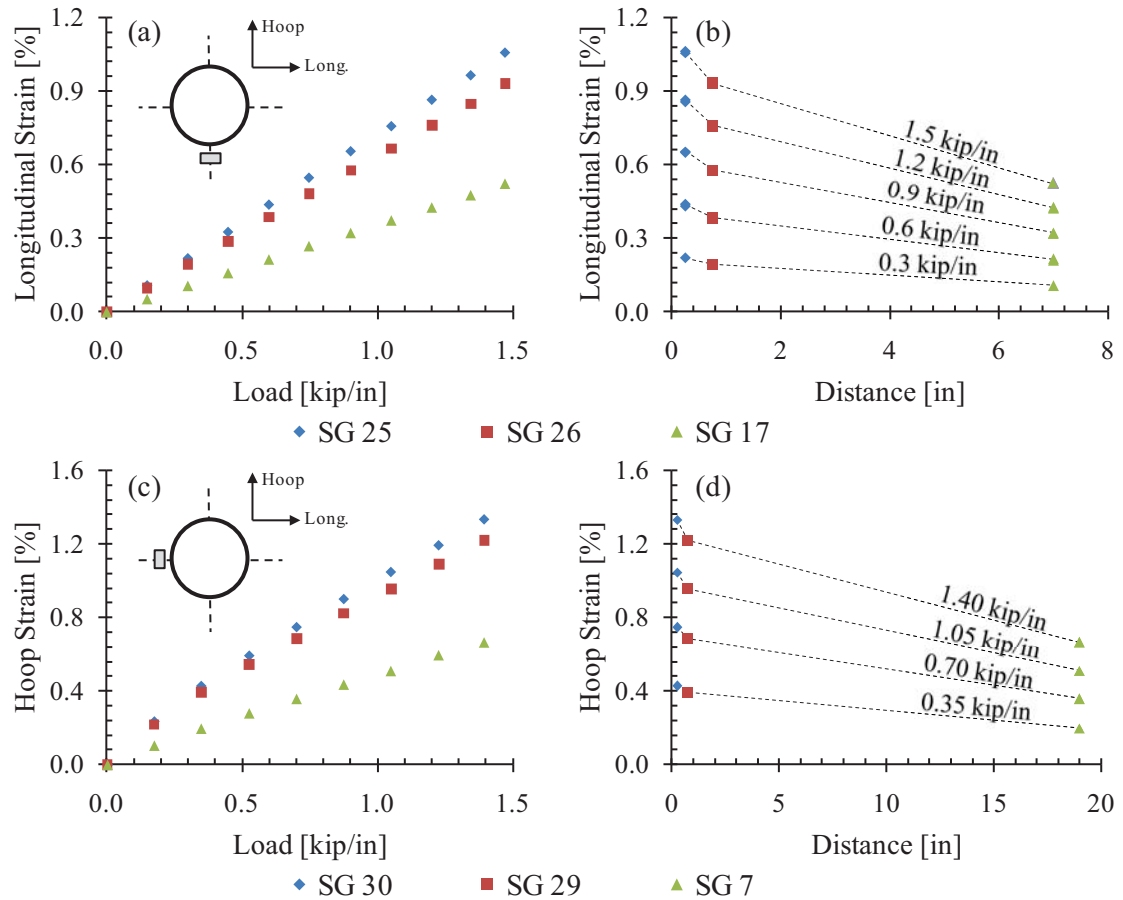 (a)
Longitudinal Strain [%]
1.2
0.9
0.6
0.3
0.0
Hoop
Long.
0.0 0.5 1.0 1.5
Load [kip/in]
(b)
Longitudinal Strain [%]
1.2
0.9
0.6
0.3
0.0
1.5 kip/in
1.2 kip/in
0.9 kip/in
0.6 kip/in
0.3 kip/in
0 2 4 6 8
Distance [in]
SG 25 SG 26 SG 17
(c)
Hoop Strain [%]
1.6
1.2
0.8
0.4
0.0
Hoop
Long.
0.0 0.5 1.0 1.5
Load [kip/in]
(d)
Hoop Strain [%]
1.6
1.2
0.8
0.4
0.0
1.40 kip/in
1.05 kip/in
0.70 kip/in
0.35 kip/in
0 5 10 15 20
Distance [in]
SG 30 SG 29 SG 7